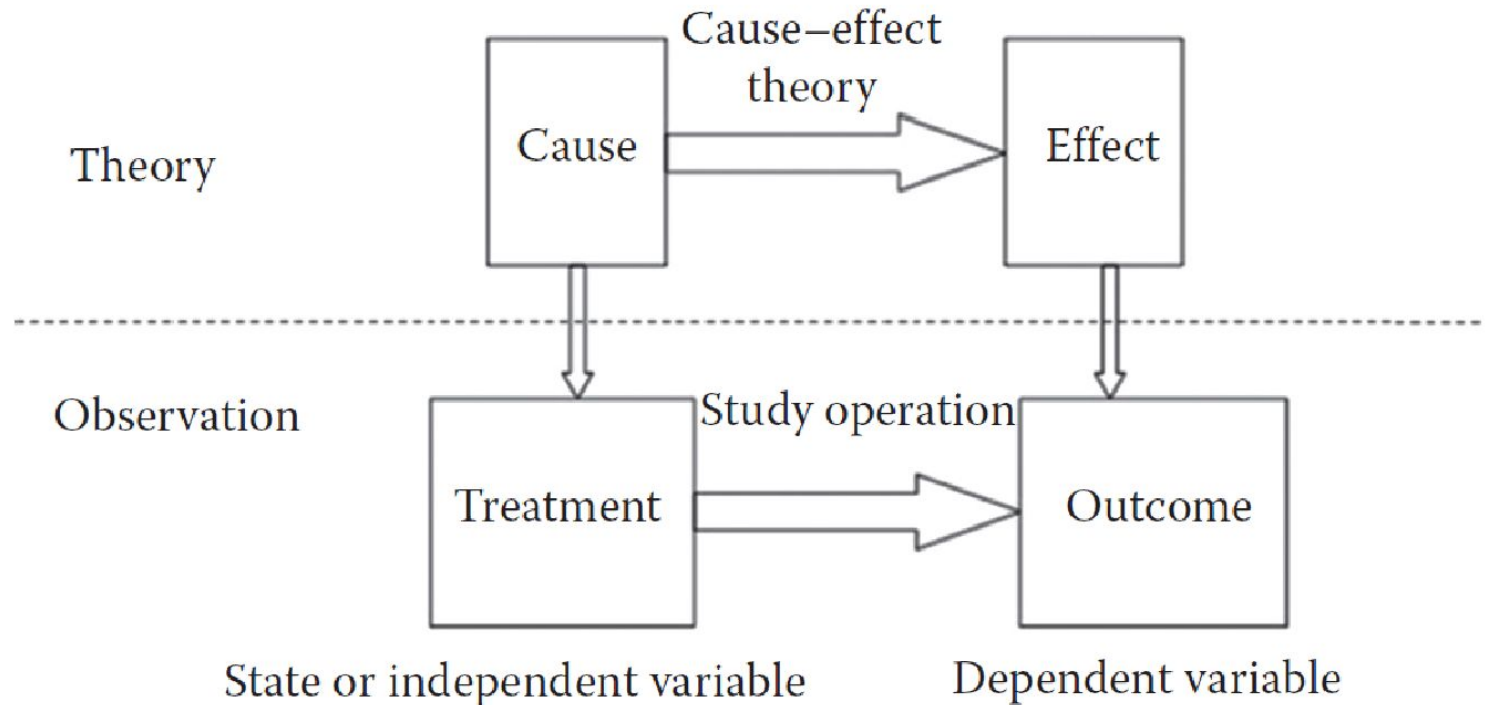 Cause–effect
theory
Theory
Cause
Effect
Observation
Study operation
Treatment
Outcome
State or independent variable
Dependent variable